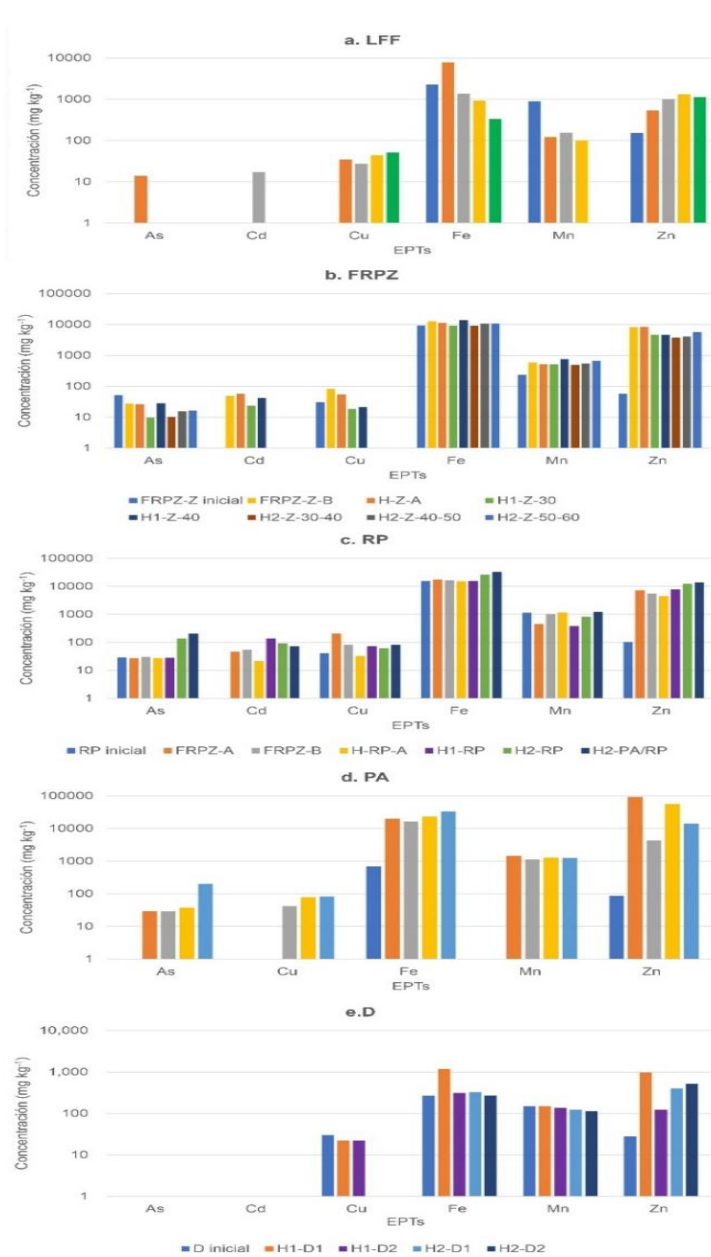 a. LFF
Concentración (mg kg⁻¹)
10000
1000
100
10
1
As Cd Cu Fe Mn Zn
EPTs
b. FRPZ
Concentración (mg kg⁻¹)
100000
10000
1000
100
10
1
As Cd Cu Fe Mn Zn
EPTs
FRPZ-Z inicial FRPZ-Z-B H-Z-A H1-Z-30
H1-Z-40 H2-Z-30-40 H2-Z-40-50 H2-Z-50-60
c. RP
Concentración (mg kg⁻¹)
100000
10000
1000
100
10
1
As Cd Cu Fe Mn Zn
EPTs
RP inicial FRPZ-A FRPZ-B H-RP-A H1-RP H2-RP H2-PA/RP
d. PA
Concentración (mg kg⁻¹)
100000
10000
1000
100
10
1
As Cu Fe Mn Zn
EPTs
e.D
Concentración (mg kg⁻¹)
10,000
1,000
100
10
1
As Cd Cu Fe Mn Zn
EPTs
D inicial H1-D1 H1-D2 H2-D1 H2-D2